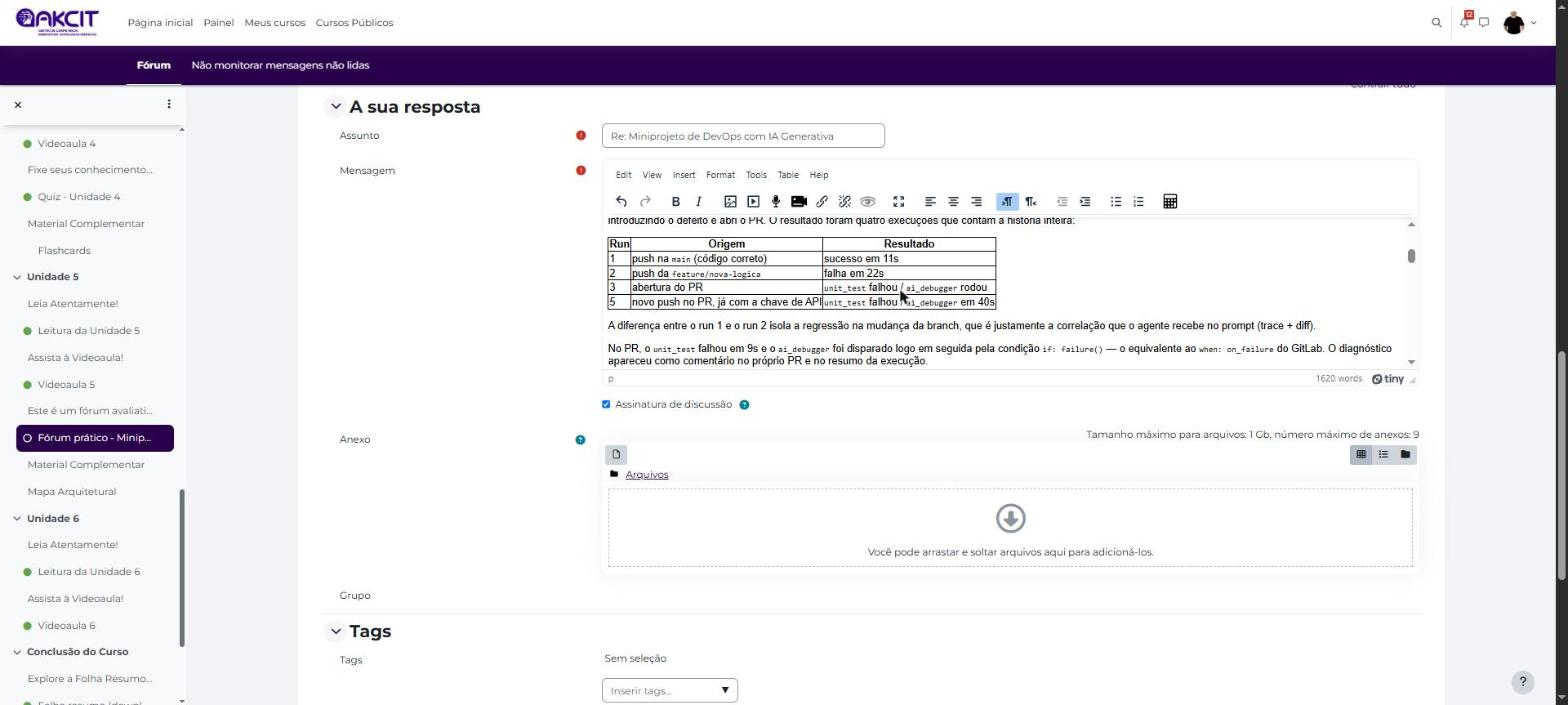 AKCIT
Página inicial Painel Meus cursos Cursos Públicos
12
Fórum Não monitorar mensagens não lidas
Contrair tudo
Videoaula 4
Fixe seus conhecimento...
Quiz - Unidade 4
Material Complementar
Flashcards
Unidade 5
Leia Atentamente!
Leitura da Unidade 5
Assista à Videoaula!
Videoaula 5
Este é um fórum avaliati...
Fórum prático - Minip...
Material Complementar
Mapa Arquitetural
Unidade 6
Leia Atentamente!
Leitura da Unidade 6
Assista à Videoaula!
Videoaula 6
Conclusão do Curso
Explore a Folha Resumo...
A sua resposta
Assunto
Re: Miniprojeto de DevOps com IA Generativa
Mensagem
Edit View Insert Format Tools Table Help
introduzindo o defeito e abri o PR. O resultado foram quatro execuções que contam a história inteira:
Run Origem Resultado
1 push na main (código correto) sucesso em 11s
2 push da feature/nova-logica falha em 22s
3 abertura do PR unit_test falhou / ai_debugger rodou
5 novo push no PR, já com a chave de API unit_test falhou / ai_debugger em 40s
A diferença entre o run 1 e o run 2 isola a regressão na mudança da branch, que é justamente a correlação que o agente recebe no prompt (trace + diff).
No PR, o unit_test falhou em 9s e o ai_debugger foi disparado logo em seguida pela condição if: failure() — o equivalente ao when: on_failure do GitLab. O diagnóstico
apareceu como comentário no próprio PR e no resumo da execução.
p 1620 words tiny
Assinatura de discussão
Anexo
Tamanho máximo para arquivos: 1 Gb, número máximo de anexos: 9
Arquivos
Você pode arrastar e soltar arquivos aqui para adicioná-los.
Grupo
Tags
Tags
Sem seleção
Inserir tags...
?